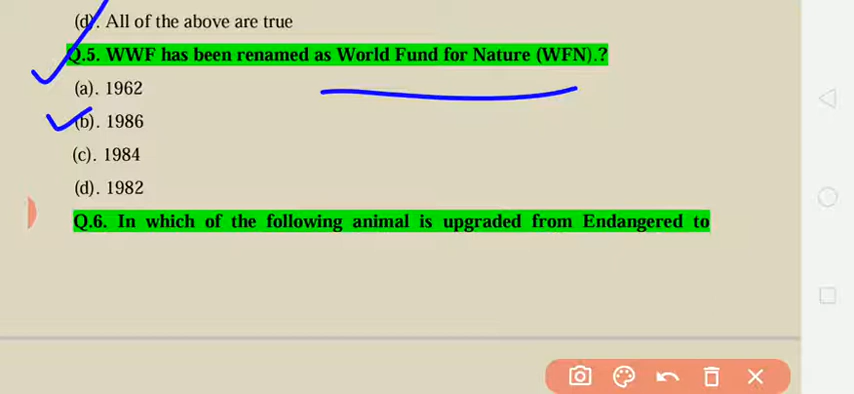 (d). All of the above are true
Q.5. WWF has been renamed as World Fund for Nature (WFN).?
(a). 1962
(b). 1986
(c). 1984
(d). 1982
Q.6. In which of the following animal is upgraded from Endangered to